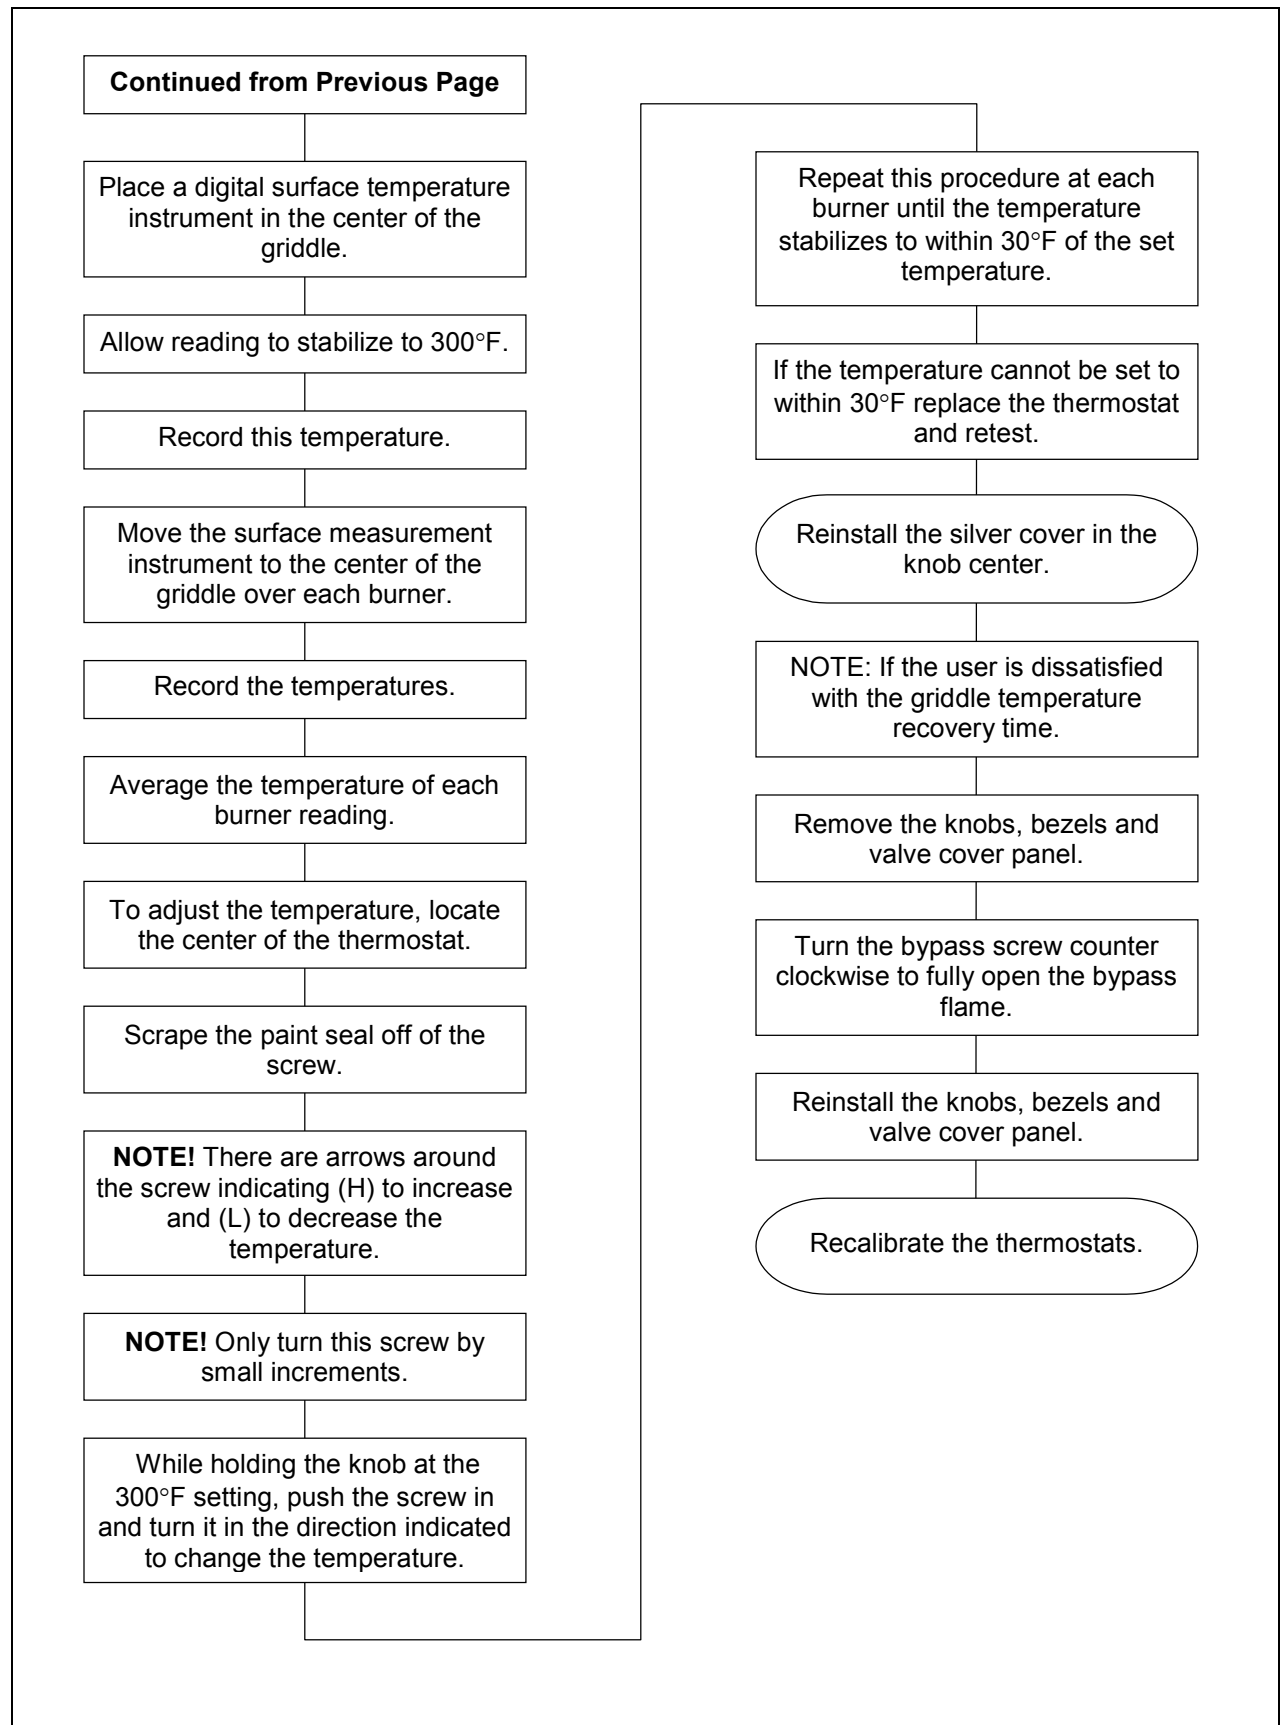 Continued from Previous Page
Place a digital surface temperature
instrument in the center of the
griddle.
Allow reading to stabilize to 300°F.
Record this temperature.
Move the surface measurement
instrument to the center of the
griddle over each burner.
Record the temperatures.
Average the temperature of each
burner reading.
To adjust the temperature, locate
the center of the thermostat.
Scrape the paint seal off of the
screw.
NOTE! There are arrows around
the screw indicating (H) to increase
and (L) to decrease the
temperature.
NOTE! Only turn this screw by
small increments.
While holding the knob at the
300°F setting, push the screw in
and turn it in the direction indicated
to change the temperature.
Repeat this procedure at each
burner until the temperature
stabilizes to within 30°F of the set
temperature.
If the temperature cannot be set to
within 30°F replace the thermostat
and retest.
Reinstall the silver cover in the
knob center.
NOTE: If the user is dissatisfied
with the griddle temperature
recovery time.
Remove the knobs, bezels and
valve cover panel.
Turn the bypass screw counter
clockwise to fully open the bypass
flame.
Reinstall the knobs, bezels and
valve cover panel.
Recalibrate the thermostats.